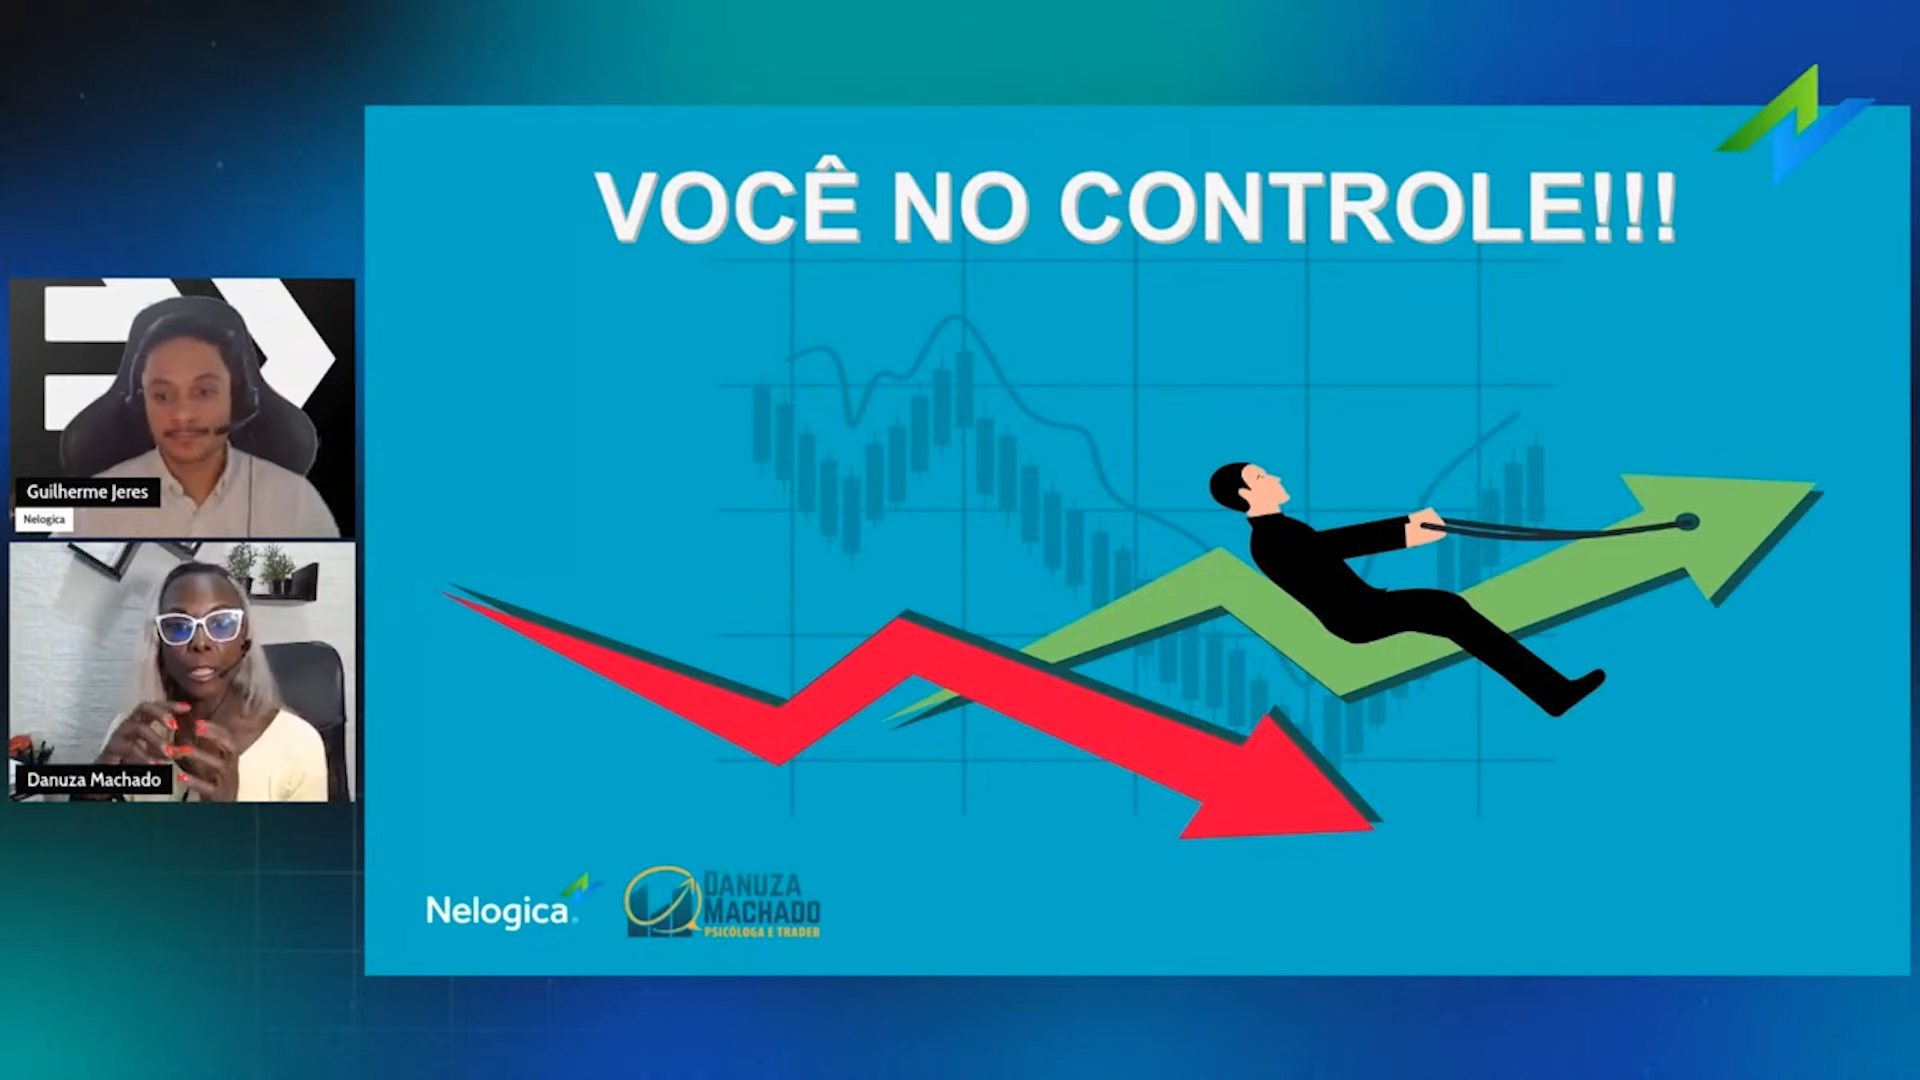 VOCÊ NO CONTROLE!!!
Guilherme Jeres
Nelogica
Danuza Machado
Nelogica
DANUZA
MACHADO
PSICÓLOGA E TRADER